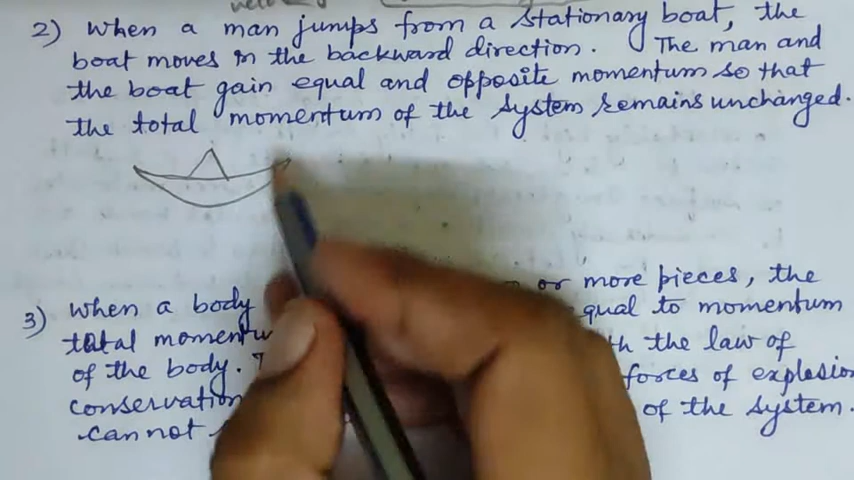 2) When a man jumps from a stationary boat, the
boat moves in the backward direction. The man and
the boat gain equal and opposite momentum so that
the total momentum of the system remains unchanged.
3) When a body or more pieces, the
total momentu qual to momentum
of the body. the law of
conservation forces of explosion
cannot of the system.